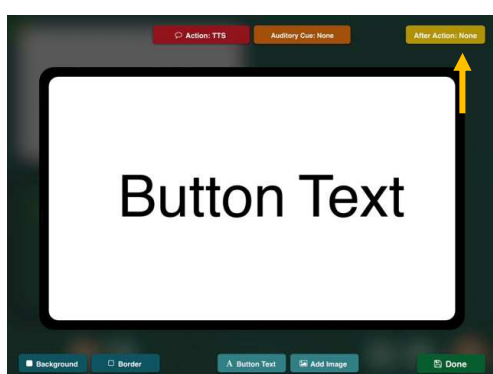 Action: TTS
Auditory Cue: None
After Action: None
Button Text
Background
Border
A Button Text
Add Image
Done